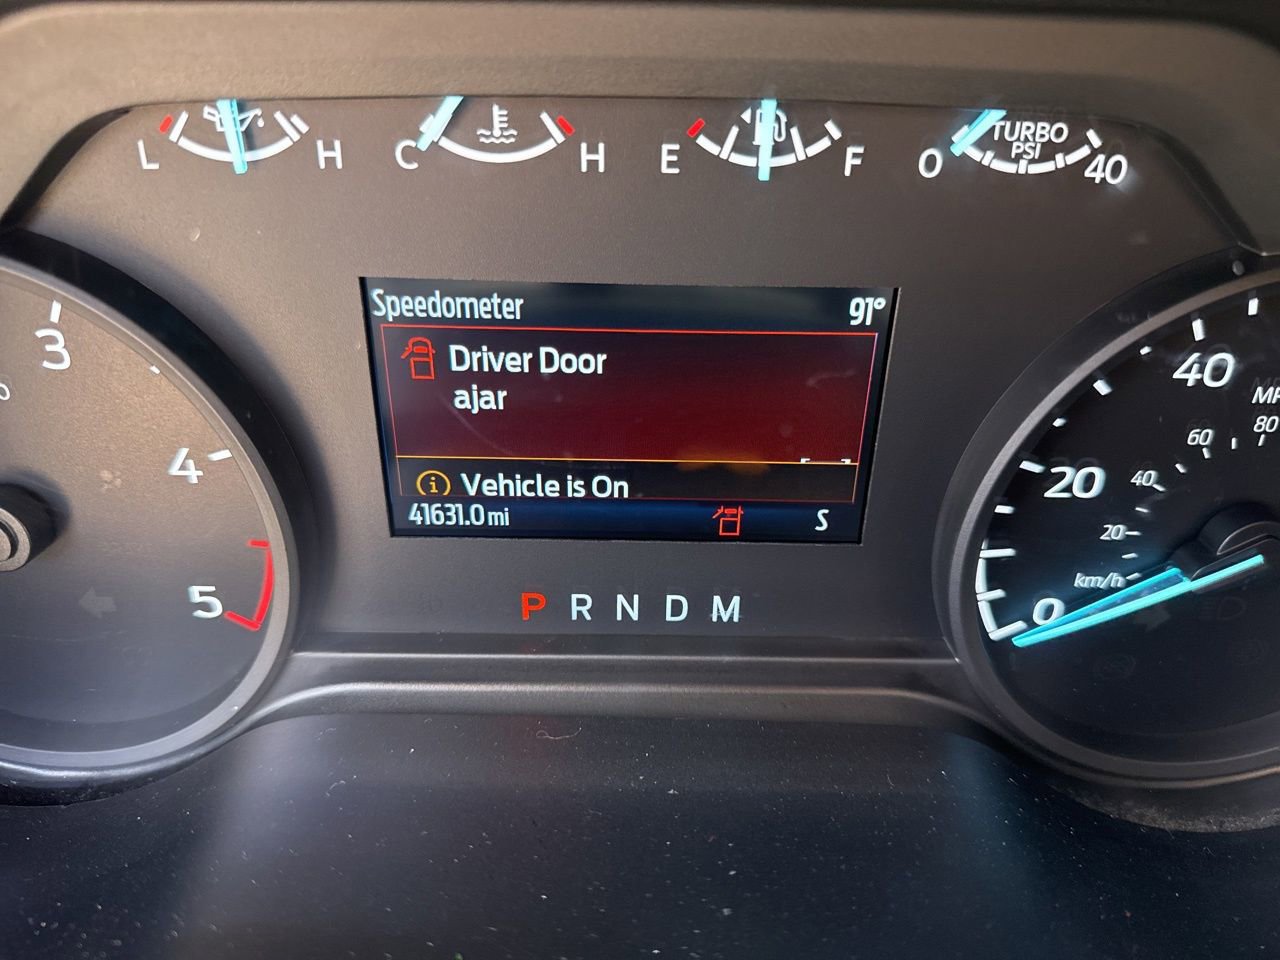 L H C H E F 0 TURBO PSI 40
Speedometer 91°
Driver Door
ajar
Vehicle is On
41631.0 mi S
P R N D M
3
4
5
40
20
0
60
80
40
20
km/h